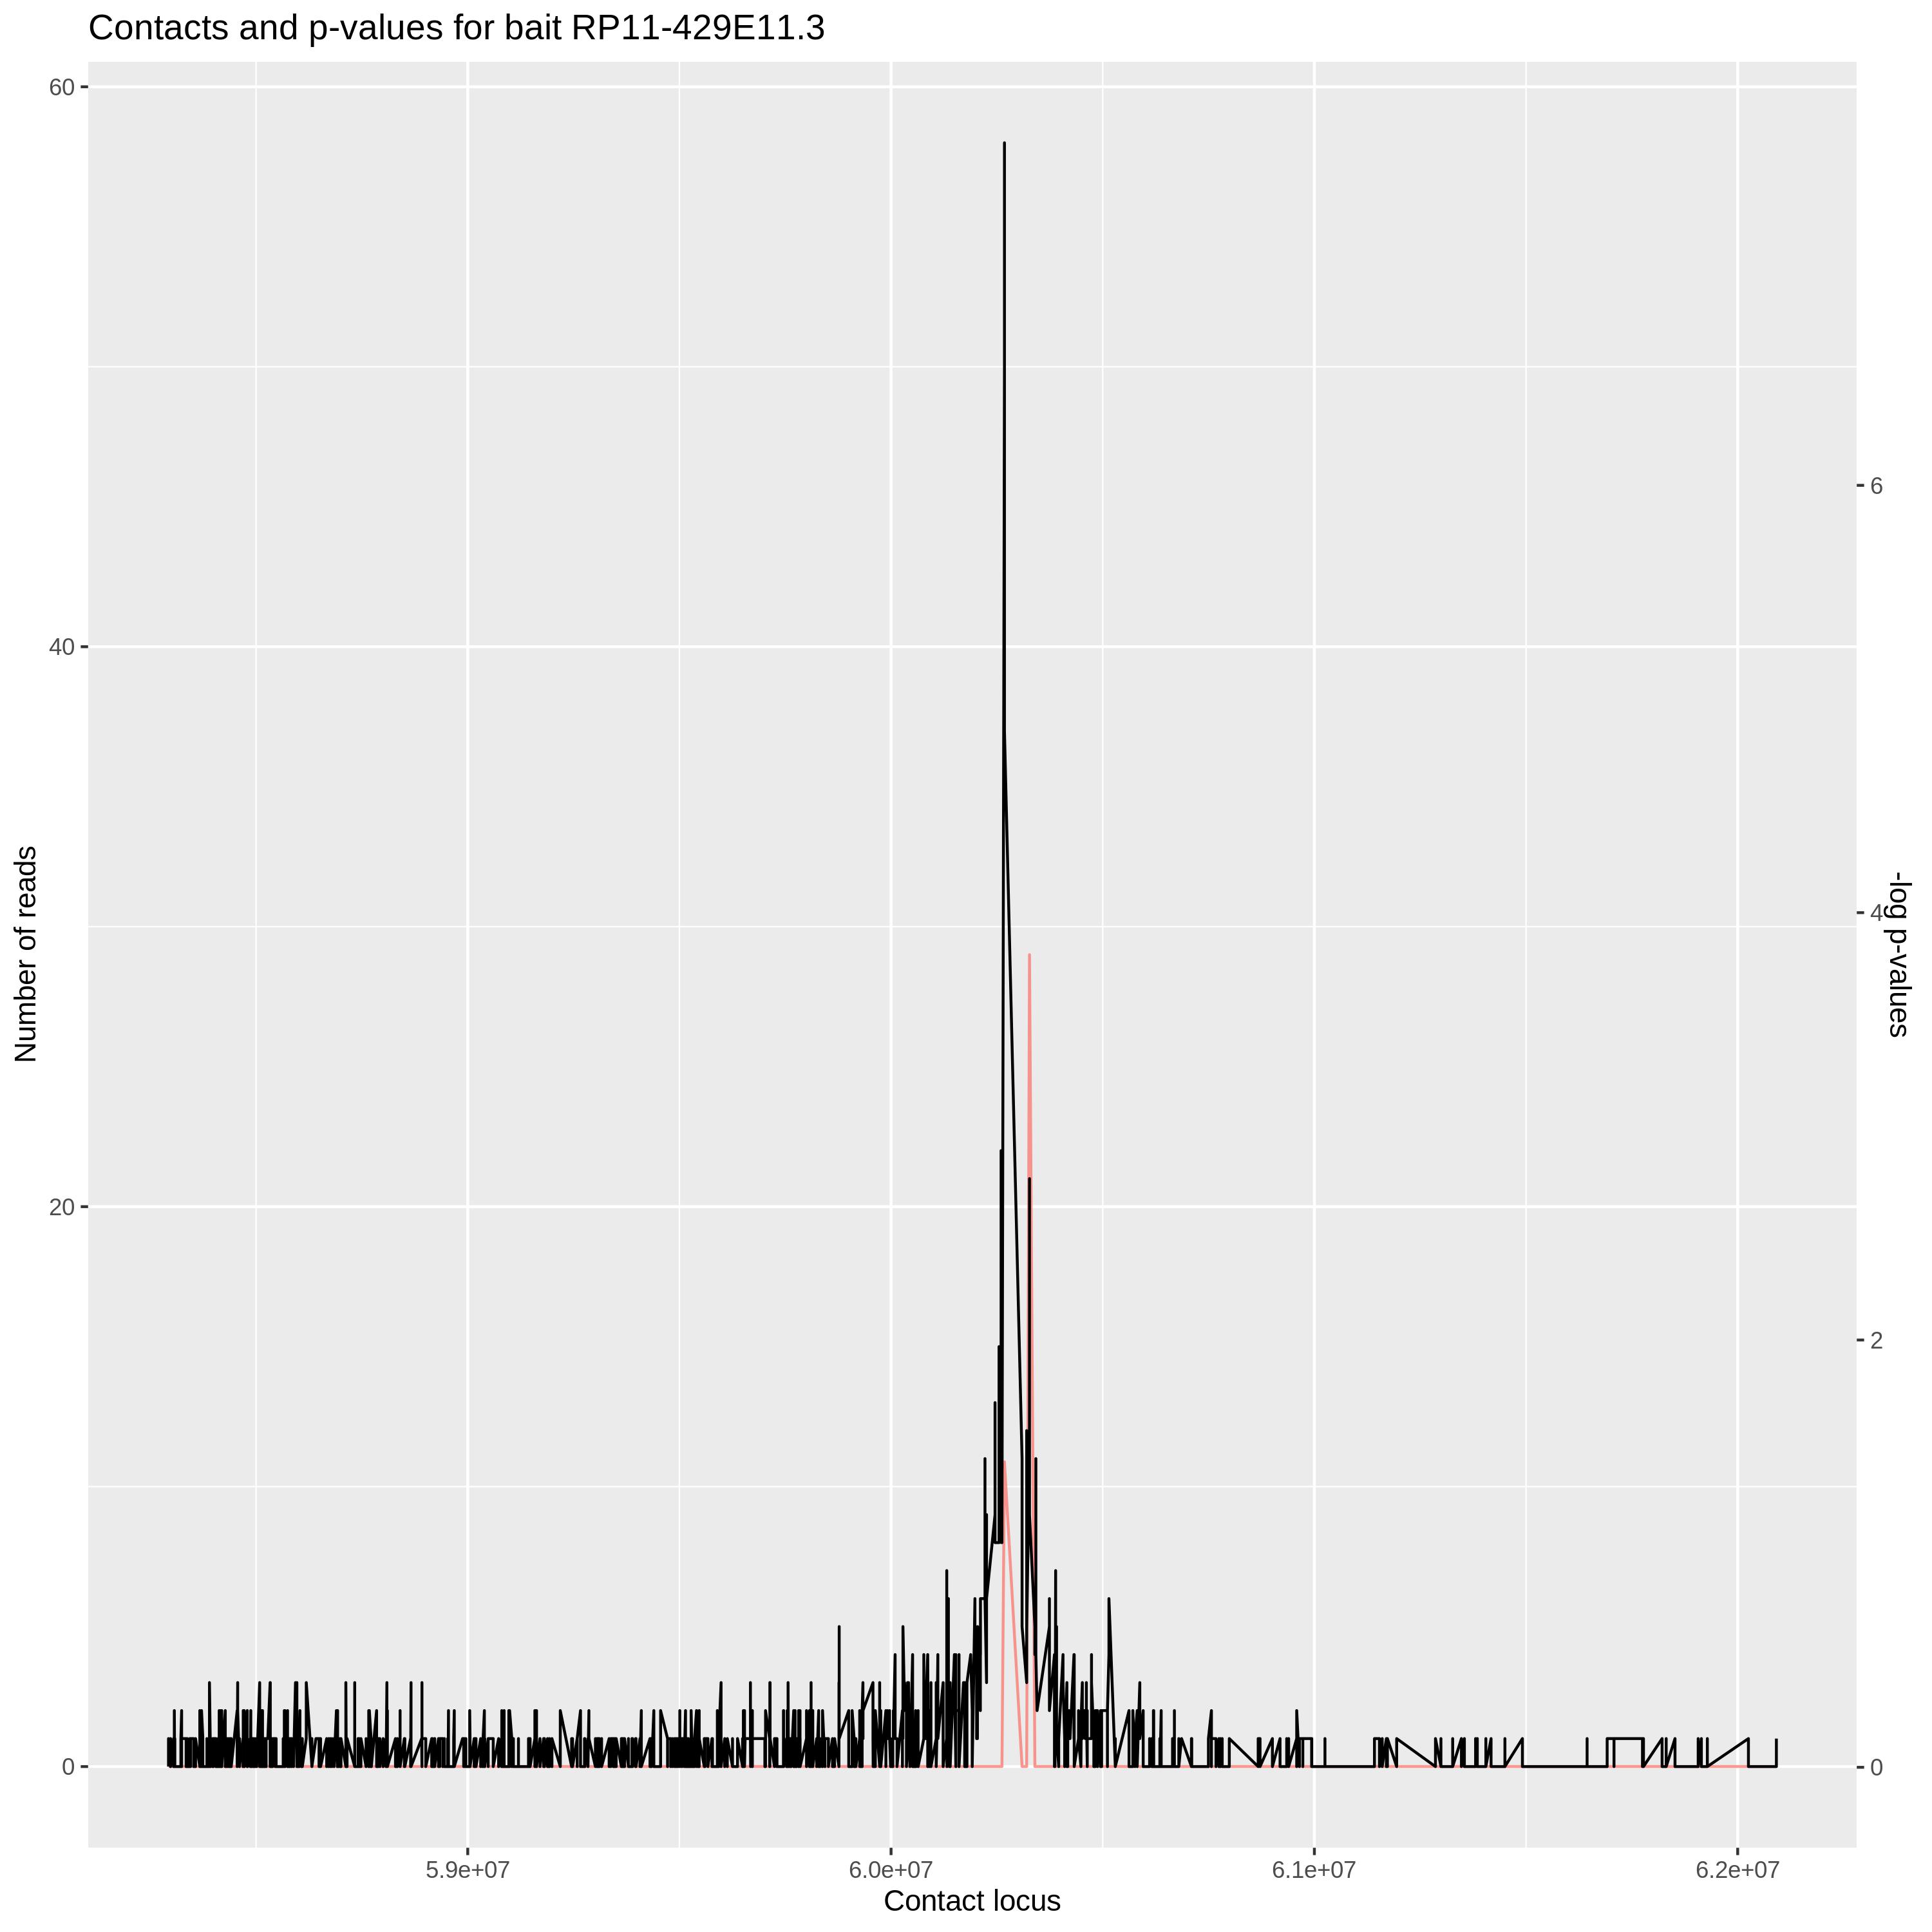 Contacts and p-values for bait RP11-429E11.3
60
40
20
0
Number of reads
6
4
2
0
-log p-values
5.9e+07
6.0e+07
6.1e+07
6.2e+07
Contact locus